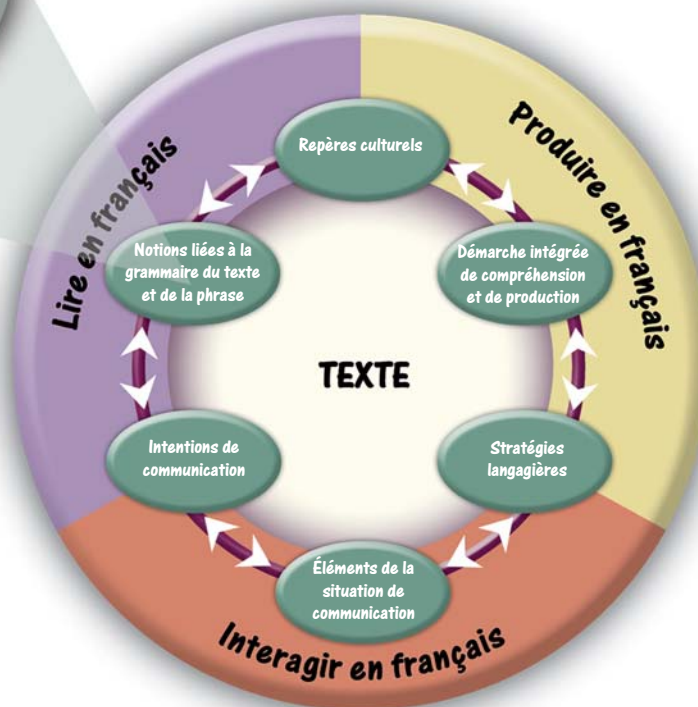 Lire en français
Produire en français
Repères culturels
Notions liées à la
grammaire du texte
et de la phrase
Démarche intégrée
de compréhension
et de production
TEXTE
Intentions de
communication
Stratégies
langagières
Éléments de la
situation de
communication
Interagir en français